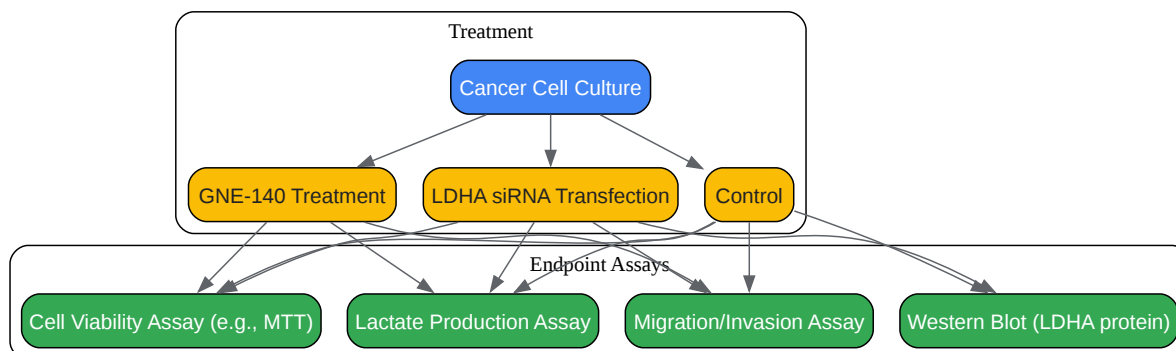 Treatment
Cancer Cell Culture
GNE-140 Treatment
LDHA siRNA Transfection
Control
Endpoint Assays
Cell Viability Assay (e.g., MTT)
Lactate Production Assay
Migration/Invasion Assay
Western Blot (LDHA protein)